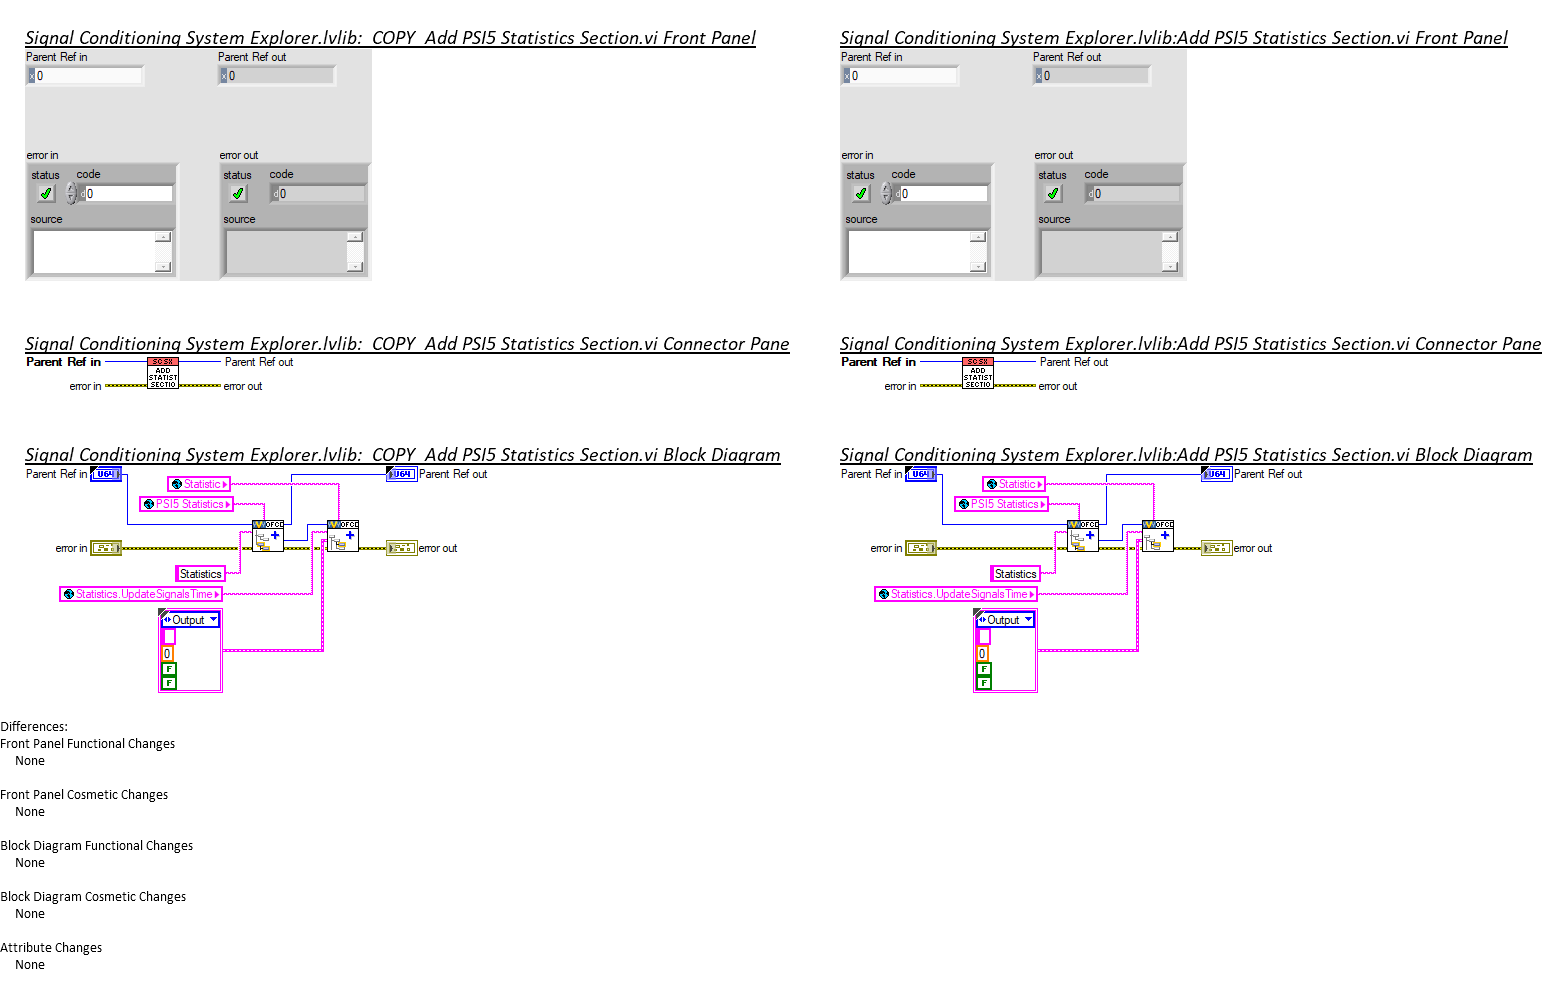 Signal Conditioning System Explorer.lvlib:  COPY  Add PSI5 Statistics Section.vi Front Panel
Parent Ref in
Parent Ref out
x 0
x 0
error in
error out
status
code
status
code
d 0
d 0
source
source
Signal Conditioning System Explorer.lvlib:Add PSI5 Statistics Section.vi Front Panel
Parent Ref in
Parent Ref out
x 0
x 0
error in
error out
status
code
status
code
d 0
d 0
source
source
Signal Conditioning System Explorer.lvlib:  COPY  Add PSI5 Statistics Section.vi Connector Pane
Parent Ref in
SCSX
ADD
STATIST
SECTIO
Parent Ref out
error in
error out
Signal Conditioning System Explorer.lvlib:Add PSI5 Statistics Section.vi Connector Pane
Parent Ref in
SCSX
ADD
STATIST
SECTIO
Parent Ref out
error in
error out
Signal Conditioning System Explorer.lvlib:  COPY  Add PSI5 Statistics Section.vi Block Diagram
Parent Ref in
U64
U64
Parent Ref out
Statistic
PSI5 Statistics
error in
error out
Statistics
Statistics.UpdateSignalsTime
Output
0
F
F
Signal Conditioning System Explorer.lvlib:Add PSI5 Statistics Section.vi Block Diagram
Parent Ref in
U64
U64
Parent Ref out
Statistic
PSI5 Statistics
error in
error out
Statistics
Statistics.UpdateSignalsTime
Output
0
F
F
Differences:
Front Panel Functional Changes
None
Front Panel Cosmetic Changes
None
Block Diagram Functional Changes
None
Block Diagram Cosmetic Changes
None
Attribute Changes
None